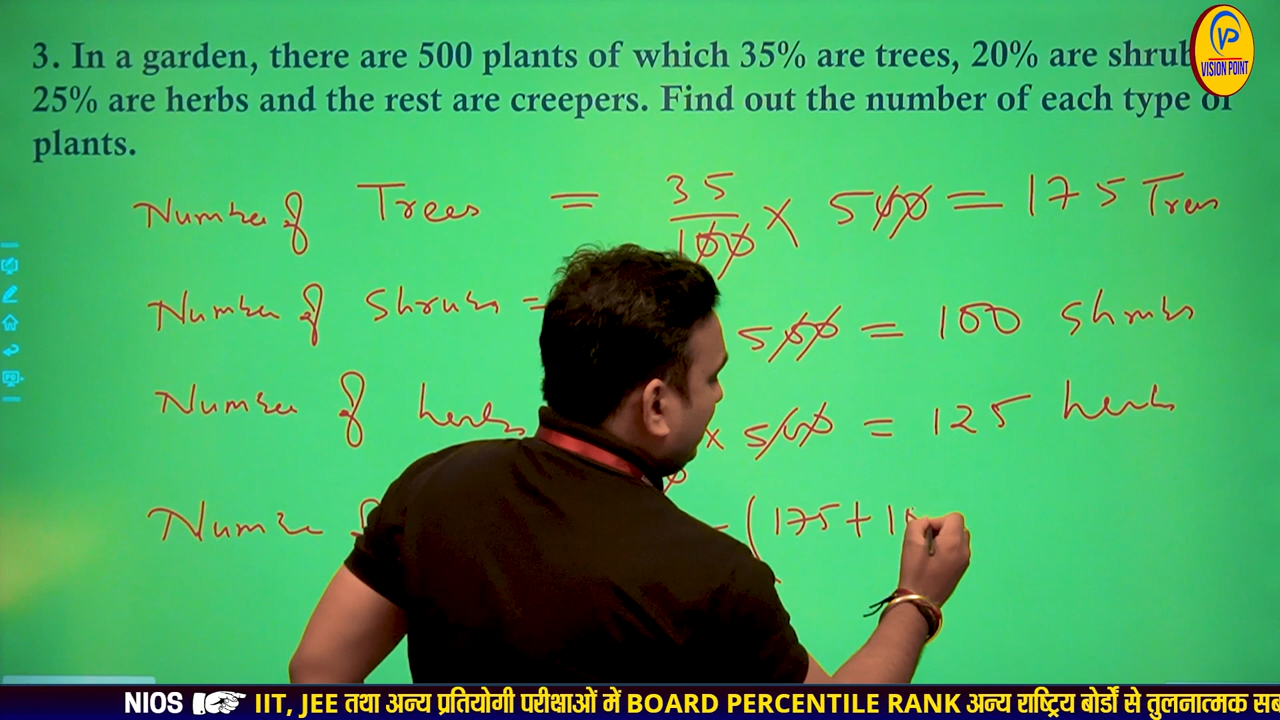 3. In a garden, there are 500 plants of which 35% are trees, 20% are shrub
25% are herbs and the rest are creepers. Find out the number of each type of
plants.
VP
VISION POINT
Number of Trees = 35/100 × 500 = 175 Trees
Number of Shrubs = 500 = 100 Shrubs
Number of herbs × 500 = 125 herbs
(175+1
NIOS IIT, JEE तथा अन्य प्रतियोगी परीक्षाओं में BOARD PERCENTILE RANK अन्य राष्ट्रिय बोर्डों से तुलनात्मक सब